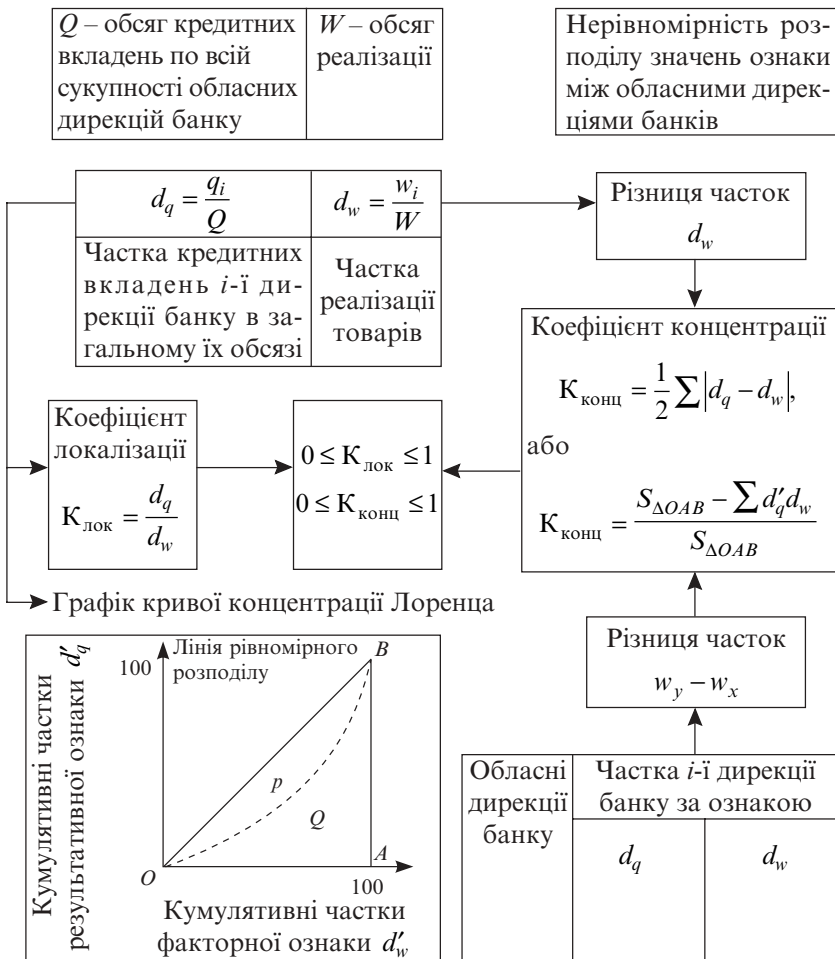 Q – обсяг кредитних
вкладень по всій
сукупності обласних
дирекцій банку
W – обсяг
реалізації
Нерівномірність роз-
поділу значень ознаки
між обласними дирек-
ціями банків
d_q = q_i / Q
d_w = w_i / W
Частка кредитних
вкладень i-ї ди-
рекції банку в за-
гальному їх обсязі
Частка
реалізації
товарів
Різниця часток
d_w
Коефіцієнт концентрації
К_конц = 1/2 ∑|d_q – d_w|,
або
К_конц = (S_ΔOAB – ∑ d′_q d_w) / S_ΔOAB
Коефіцієнт
локалізації
К_лок = d_q / d_w
0 ≤ К_лок ≤ 1
0 ≤ К_конц ≤ 1
Графік кривої концентрації Лоренца
Кумулятивні частки
результативної ознаки d′_q
100
Лінія рівномірного
розподілу
B
p
Q
O
A
100
Кумулятивні частки
факторної ознаки d′_w
Різниця часток
w_y – w_x
Обласні
дирекції
банку
Частка i-ї дирекції
банку за ознакою
d_q
d_w